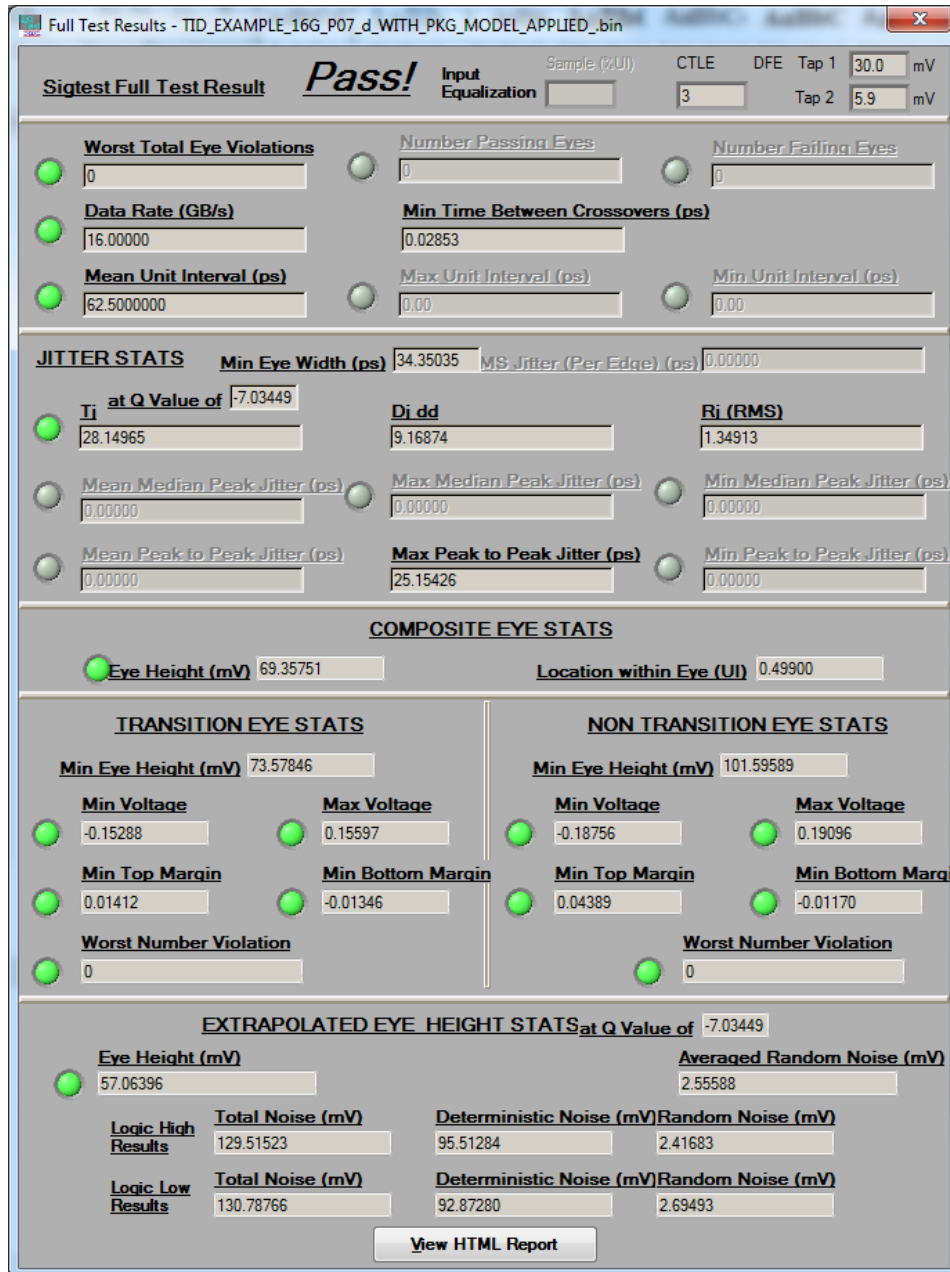 Full Test Results - TID_EXAMPLE_16G_P07_d_WITH_PKG_MODEL_APPLIED_.bin
Sigtest Full Test Result Pass! Input Equalization Sample (%UI) CTLE 3 DFE Tap 1 30.0 mV
Tap 2 5.9 mV
Worst Total Eye Violations Number Passing Eyes Number Failing Eyes
0 0 0
Data Rate (GB/s) Min Time Between Crossovers (ps)
16.00000 0.02853
Mean Unit Interval (ps) Max Unit Interval (ps) Min Unit Interval (ps)
62.5000000 0.00 0.00
JITTER STATS Min Eye Width (ps) 34.35035 MS Jitter (Per Edge) (ps) 0.00000
Tj at Q Value of -7.03449 Dj dd Rj (RMS)
28.14965 9.16874 1.34913
Mean Median Peak Jitter (ps) Max Median Peak Jitter (ps) Min Median Peak Jitter (ps)
0.00000 0.00000 0.00000
Mean Peak to Peak Jitter (ps) Max Peak to Peak Jitter (ps) Min Peak to Peak Jitter (ps)
0.00000 25.15426 0.00000
COMPOSITE EYE STATS
Eye Height (mV) 69.35751 Location within Eye (UI) 0.49900
TRANSITION EYE STATS NON TRANSITION EYE STATS
Min Eye Height (mV) 73.57846 Min Eye Height (mV) 101.59589
Min Voltage Max Voltage Min Voltage Max Voltage
-0.15288 0.15597 -0.18756 0.19096
Min Top Margin Min Bottom Margin Min Top Margin Min Bottom Margi
0.01412 -0.01346 0.04389 -0.01170
Worst Number Violation Worst Number Violation
0 0
EXTRAPOLATED EYE HEIGHT STATS at Q Value of -7.03449
Eye Height (mV) Averaged Random Noise (mV)
57.06396 2.55588
Logic High Results Total Noise (mV) Deterministic Noise (mV) Random Noise (mV)
129.51523 95.51284 2.41683
Logic Low Results Total Noise (mV) Deterministic Noise (mV) Random Noise (mV)
130.78766 92.87280 2.69493
View HTML Report